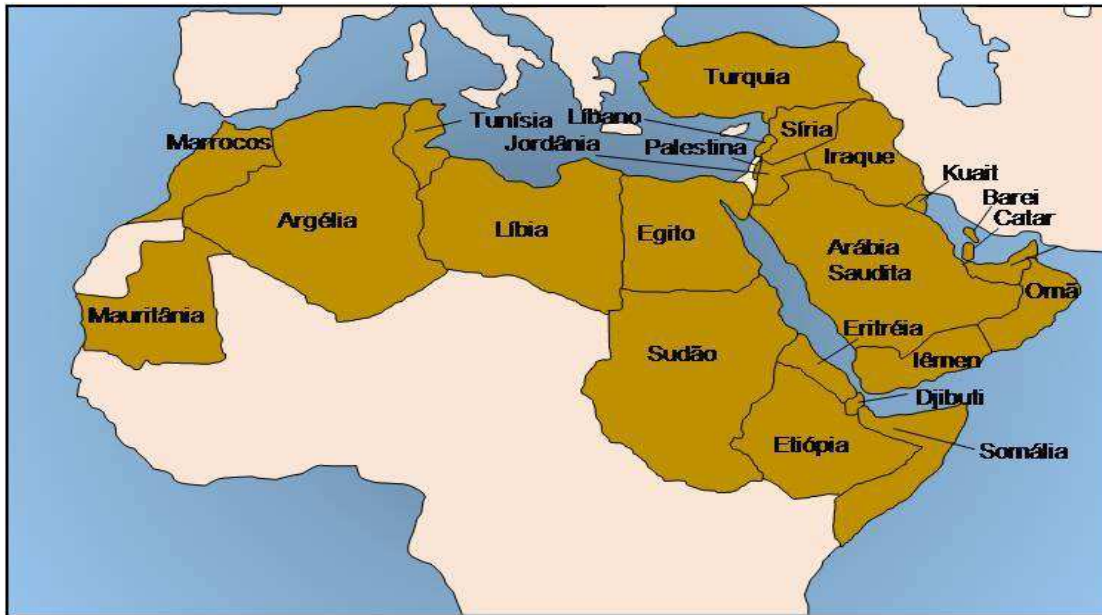 Turquia
Líbano
Tunísia
Síria
Marrocos
Jordânia
Palestina
Iraque
Kuait
Barei
Catar
Argélia
Líbia
Egito
Arábia
Saudita
Omã
Mauritânia
Eritréia
Sudão
Iêmen
Djibuti
Etiópia
Somália